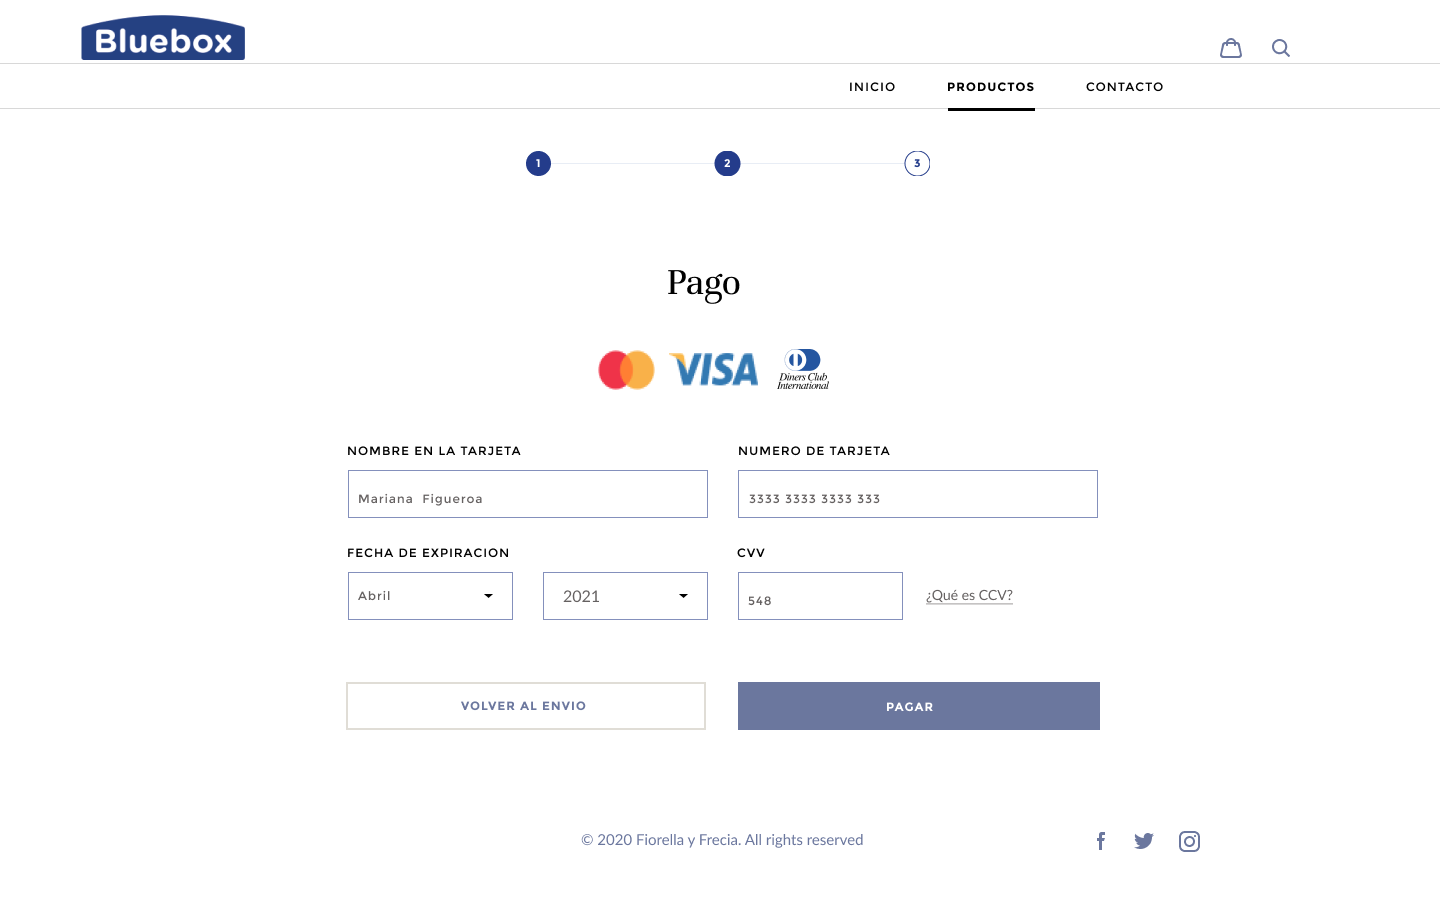 Bluebox
INICIO PRODUCTOS CONTACTO
1 2 3
Pago
VISA
Diners Club
International
NOMBRE EN LA TARJETA NUMERO DE TARJETA
Mariana Figueroa 3333 3333 3333 333
FECHA DE EXPIRACION CVV
Abril 2021 548 ¿Qué es CCV?
VOLVER AL ENVIO PAGAR
© 2020 Fiorella y Frecia. All rights reserved